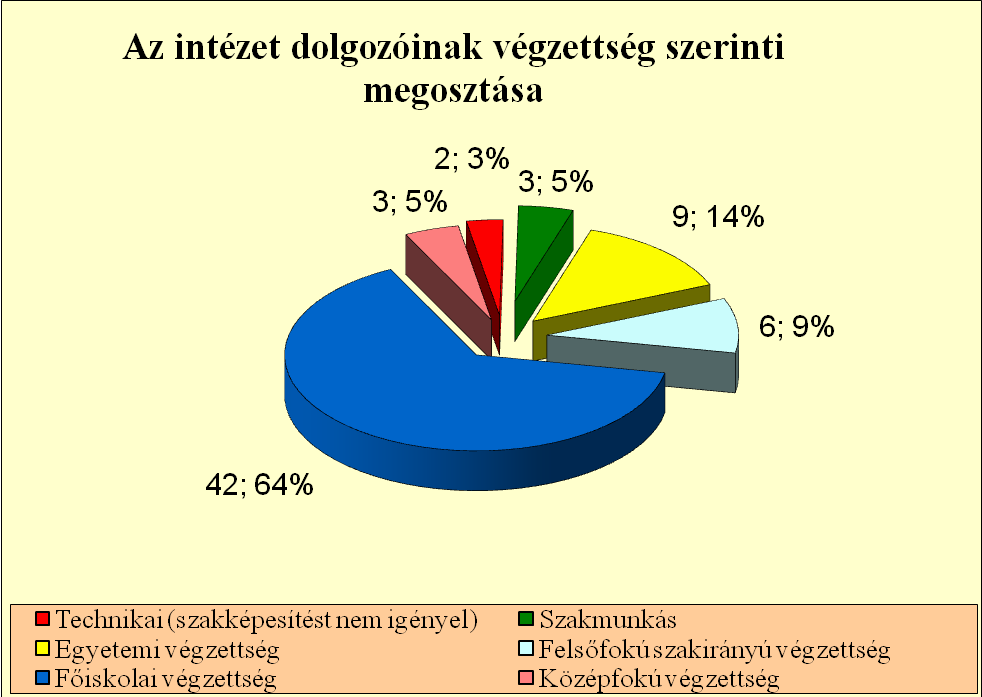 Az intézet dolgozóinak végzettség szerinti
megosztása
2; 3%
3; 5%
3; 5%
9; 14%
6; 9%
42; 64%
Technikai (szakképesítést nem igényel)
Szakmunkás
Egyetemi végzettség
Felsőfokú szakirányú végzettség
Főiskolai végzettség
Középfokú végzettség